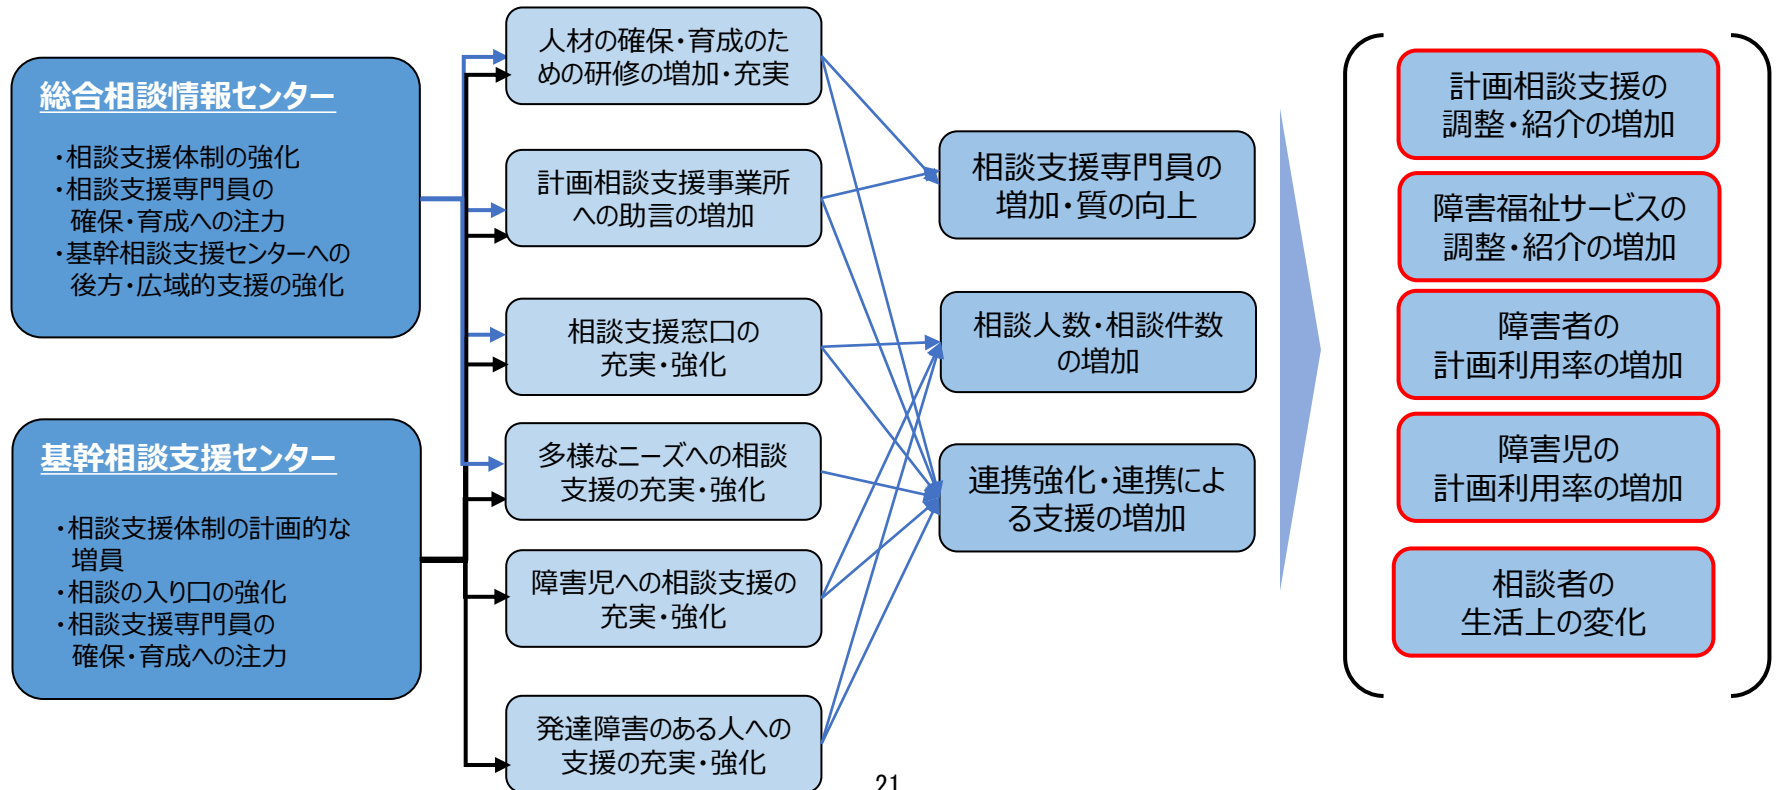 総合相談情報センター
・相談支援体制の強化
・相談支援専門員の
確保・育成への注力
・基幹相談支援センターへの
後方・広域的支援の強化
基幹相談支援センター
・相談支援体制の計画的な
増員
・相談の入り口の強化
・相談支援専門員の
確保・育成への注力
人材の確保・育成のた
めの研修の増加・充実
計画相談支援事業所
への助言の増加
相談支援窓口の
充実・強化
多様なニーズへの相談
支援の充実・強化
障害児への相談支援の
充実・強化
発達障害のある人への
支援の充実・強化
相談支援専門員の
増加・質の向上
相談人数・相談件数
の増加
連携強化・連携によ
る支援の増加
計画相談支援の
調整・紹介の増加
障害福祉サービスの
調整・紹介の増加
障害者の
計画利用率の増加
障害児の
計画利用率の増加
相談者の
生活上の変化
21